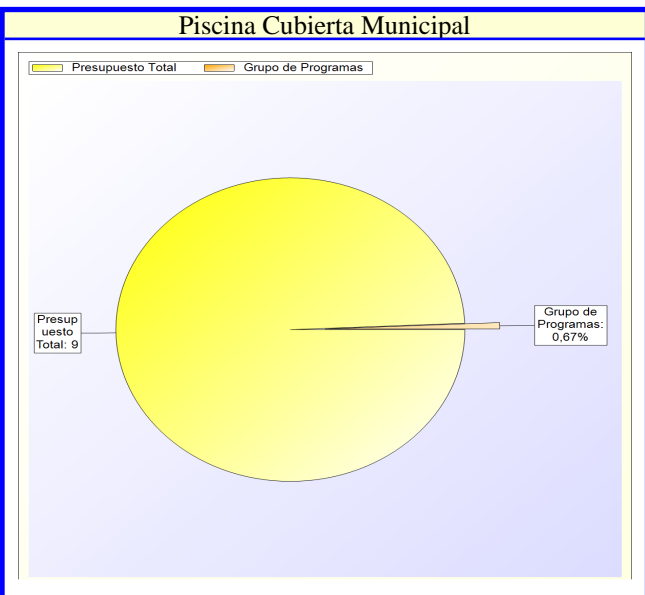 Piscina Cubierta Municipal
Presupuesto Total Grupo de Programas
Presup
uesto
Total: 9
Grupo de
Programas:
0,67%